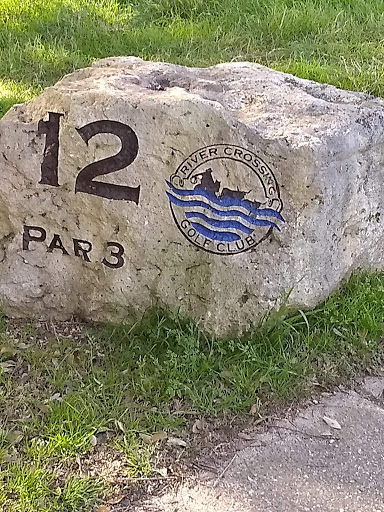 12
PAR 3
RIVER CROSSING
GOLF CLUB